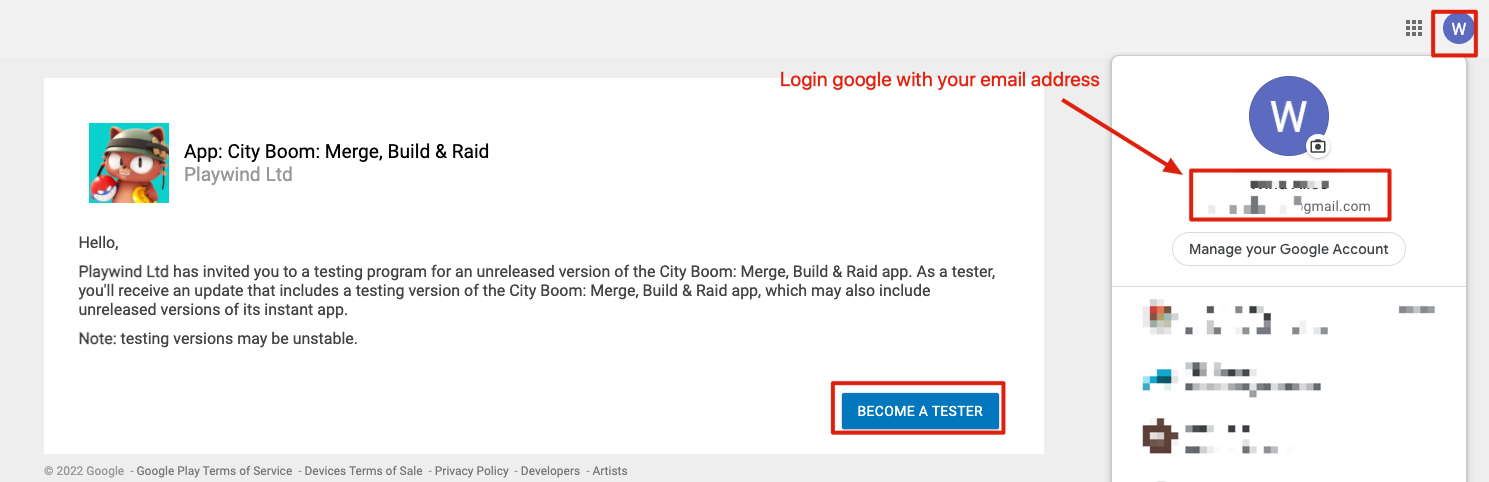 W
Login google with your email address
App: City Boom: Merge, Build & Raid
Playwind Ltd
Hello,
Playwind Ltd has invited you to a testing program for an unreleased version of the City Boom: Merge, Build & Raid app. As a tester,
you'll receive an update that includes a testing version of the City Boom: Merge, Build & Raid app, which may also include
unreleased versions of its instant app.
Note: testing versions may be unstable.
BECOME A TESTER
© 2022 Google - Google Play Terms of Service - Devices Terms of Sale - Privacy Policy - Developers - Artists
W
gmail.com
Manage your Google Account